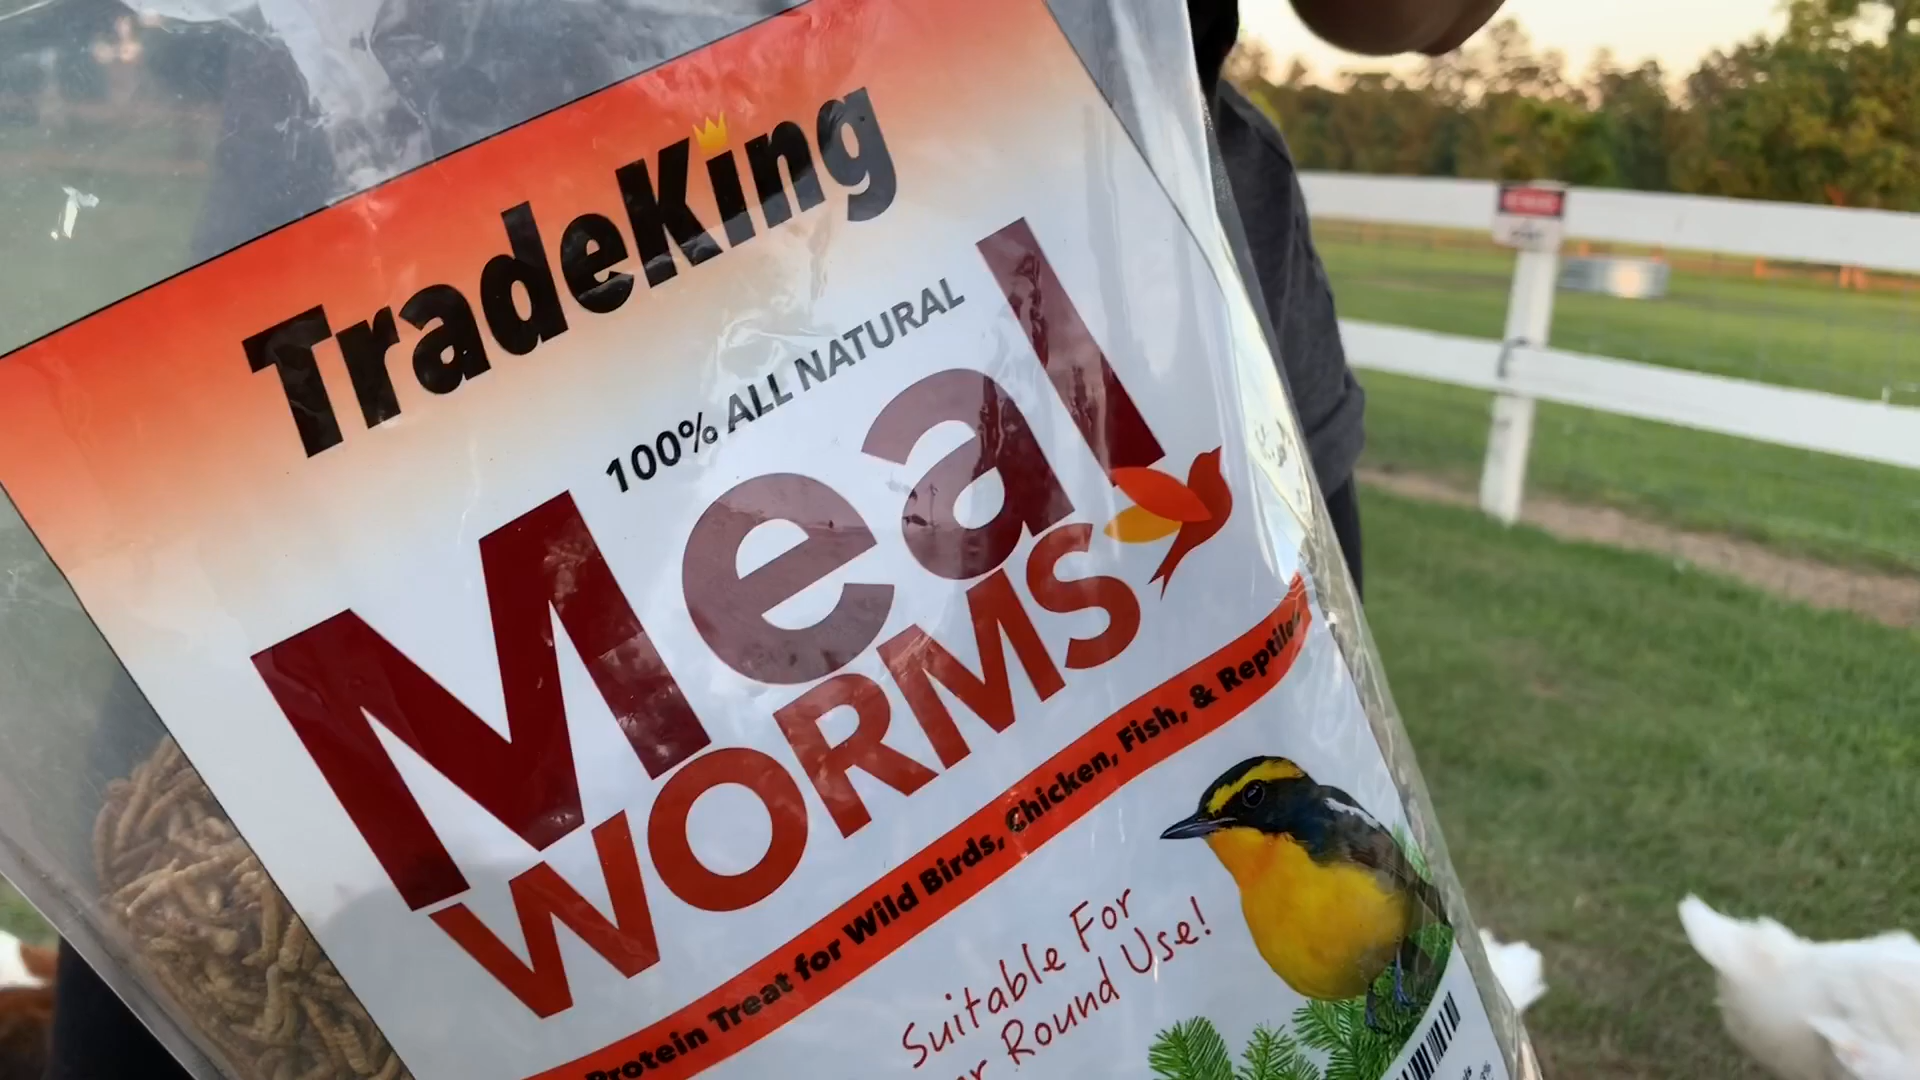 TradeKing
100% ALL NATURAL
Meal
WORMS
Protein Treat for Wild Birds, Chicken, Fish, & Reptiles
Suitable For
Round Use!